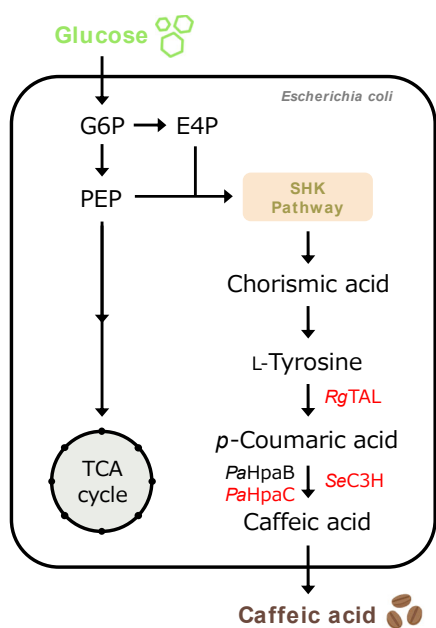 Glucose
Escherichia coli
G6P
E4P
PEP
SHK
Pathway
Chorismic acid
L-Tyrosine
RgTAL
p-Coumaric acid
TCA
cycle
PaHpaB
PaHpaC
SeC3H
Caffeic acid
Caffeic acid